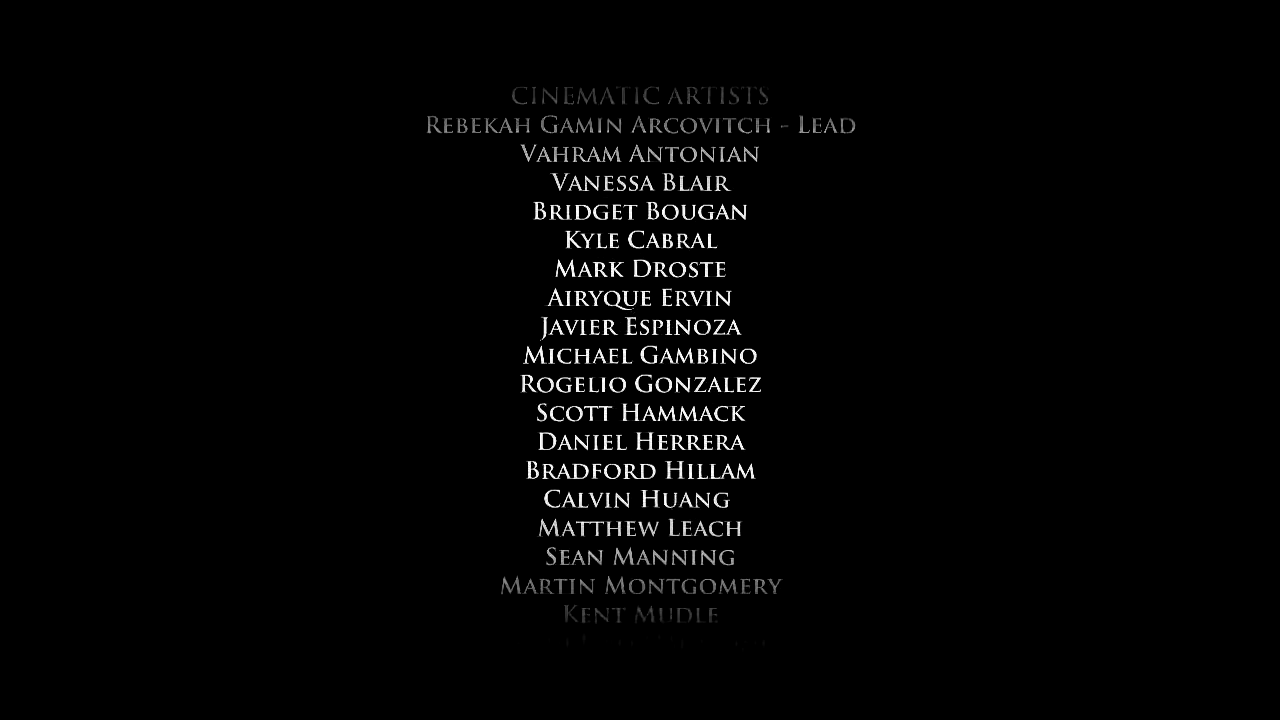 CINEMATIC ARTISTS
REBEKAH GAMIN ARCOVITCH - LEAD
VAHRAM ANTONIAN
VANESSA BLAIR
BRIDGET BOUGAN
KYLE CABRAL
MARK DROSTE
AIRYQUE ERVIN
JAVIER ESPINOZA
MICHAEL GAMBINO
ROGELIO GONZALEZ
SCOTT HAMMACK
DANIEL HERRERA
BRADFORD HILLAM
CALVIN HUANG
MATTHEW LEACH
SEAN MANNING
MARTIN MONTGOMERY
KENT MUDLE